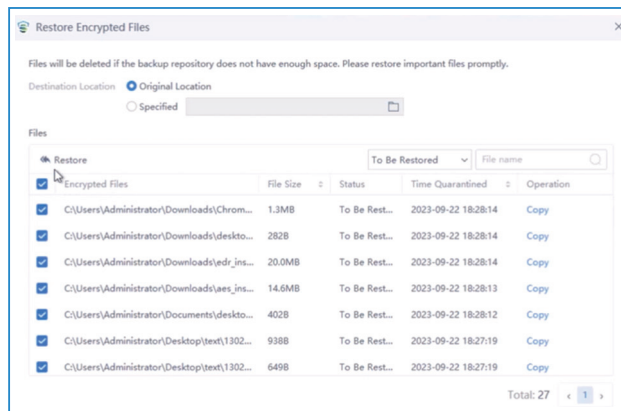 Restore Encrypted Files
Files will be deleted if the backup repository does not have enough space. Please restore important files promptly.
Destination Location Original Location
Specified
Files
Restore To Be Restored File name
Encrypted Files File Size Status Time Quarantined Operation
C:\Users\Administrator\Downloads\Chrom... 1.3MB To Be Rest... 2023-09-22 18:28:14 Copy
C:\Users\Administrator\Downloads\deskto... 282B To Be Rest... 2023-09-22 18:28:14 Copy
C:\Users\Administrator\Downloads\edr_ins... 20.0MB To Be Rest... 2023-09-22 18:28:14 Copy
C:\Users\Administrator\Downloads\aes_ins... 14.6MB To Be Rest... 2023-09-22 18:28:13 Copy
C:\Users\Administrator\Documents\deskto... 402B To Be Rest... 2023-09-22 18:28:12 Copy
C:\Users\Administrator\Desktop\text\1302... 938B To Be Rest... 2023-09-22 18:27:19 Copy
C:\Users\Administrator\Desktop\text\1302... 649B To Be Rest... 2023-09-22 18:27:19 Copy
Total: 27 ‹ 1 ›